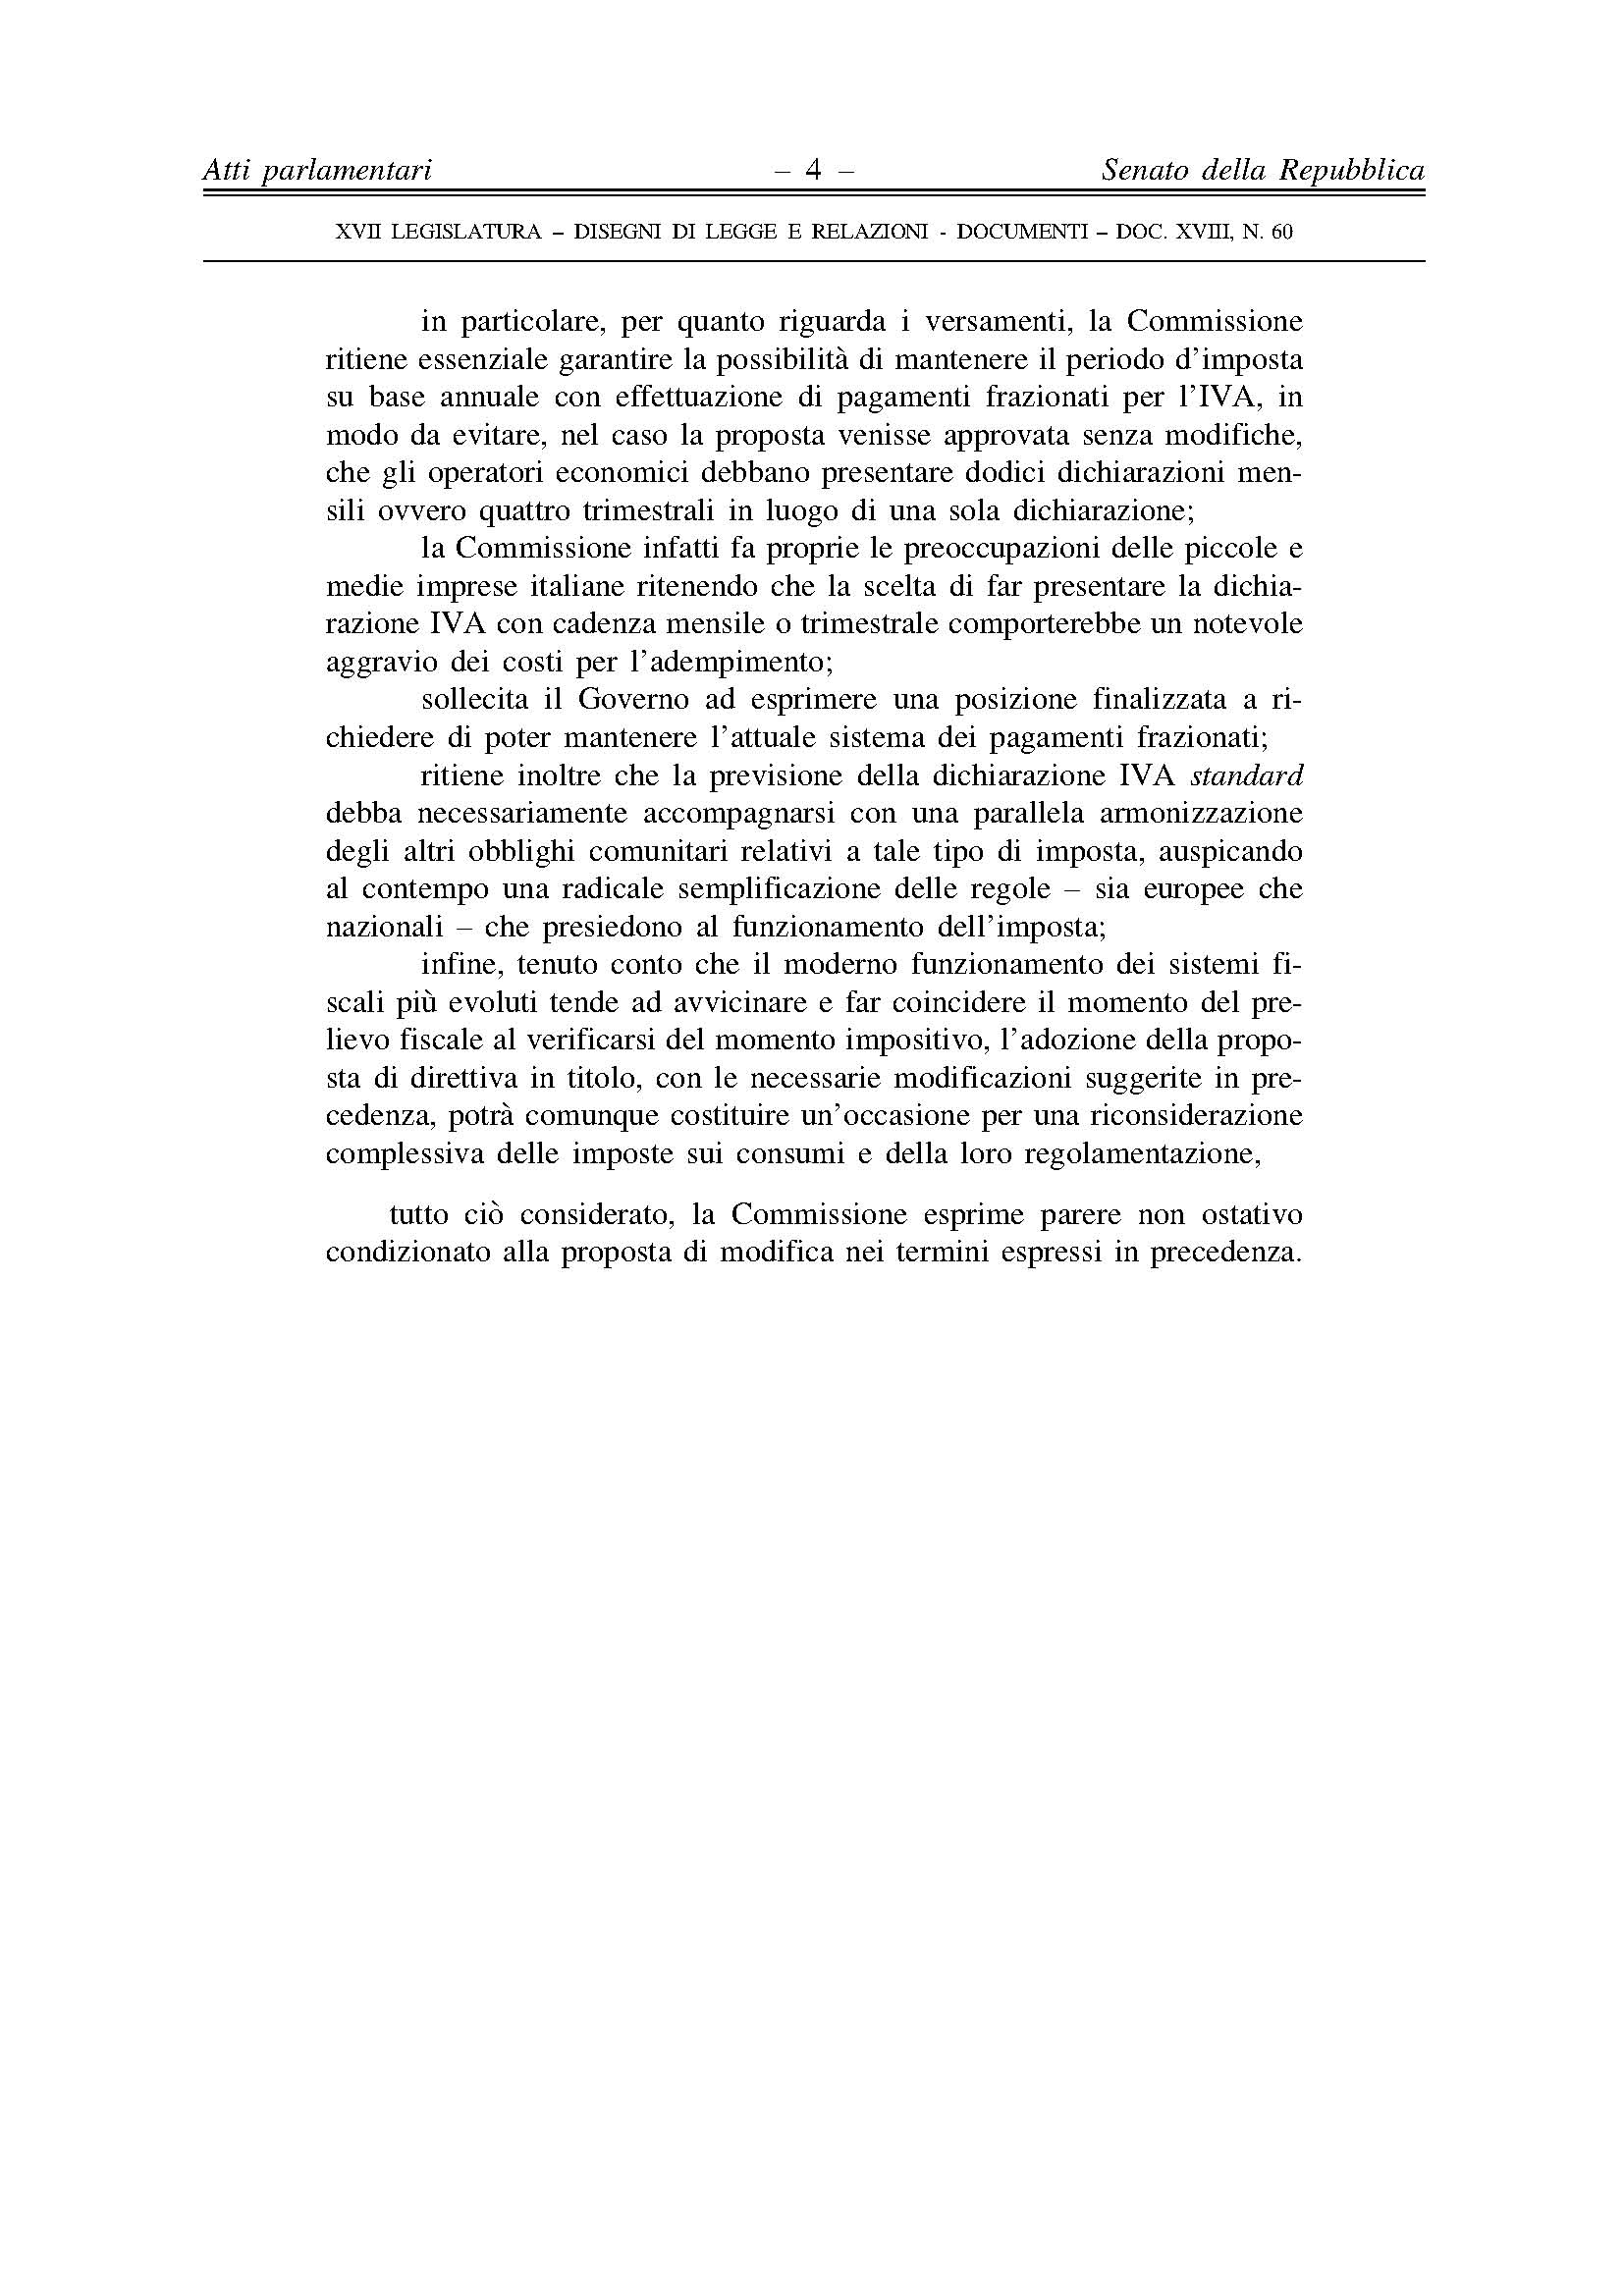 Atti parlamentari – 4 – Senato della Repubblica
XVII LEGISLATURA – DISEGNI DI LEGGE E RELAZIONI - DOCUMENTI – DOC. XVIII, N. 60
in particolare, per quanto riguarda i versamenti, la Commissione
ritiene essenziale garantire la possibilità di mantenere il periodo d’imposta
su base annuale con effettuazione di pagamenti frazionati per l’IVA, in
modo da evitare, nel caso la proposta venisse approvata senza modifiche,
che gli operatori economici debbano presentare dodici dichiarazioni men-
sili ovvero quattro trimestrali in luogo di una sola dichiarazione;
la Commissione infatti fa proprie le preoccupazioni delle piccole e
medie imprese italiane ritenendo che la scelta di far presentare la dichia-
razione IVA con cadenza mensile o trimestrale comporterebbe un notevole
aggravio dei costi per l’adempimento;
sollecita il Governo ad esprimere una posizione finalizzata a ri-
chiedere di poter mantenere l’attuale sistema dei pagamenti frazionati;
ritiene inoltre che la previsione della dichiarazione IVA standard
debba necessariamente accompagnarsi con una parallela armonizzazione
degli altri obblighi comunitari relativi a tale tipo di imposta, auspicando
al contempo una radicale semplificazione delle regole – sia europee che
nazionali – che presiedono al funzionamento dell’imposta;
infine, tenuto conto che il moderno funzionamento dei sistemi fi-
scali più evoluti tende ad avvicinare e far coincidere il momento del pre-
lievo fiscale al verificarsi del momento impositivo, l’adozione della propo-
sta di direttiva in titolo, con le necessarie modificazioni suggerite in pre-
cedenza, potrà comunque costituire un’occasione per una riconsiderazione
complessiva delle imposte sui consumi e della loro regolamentazione,
tutto ciò considerato, la Commissione esprime parere non ostativo
condizionato alla proposta di modifica nei termini espressi in precedenza.